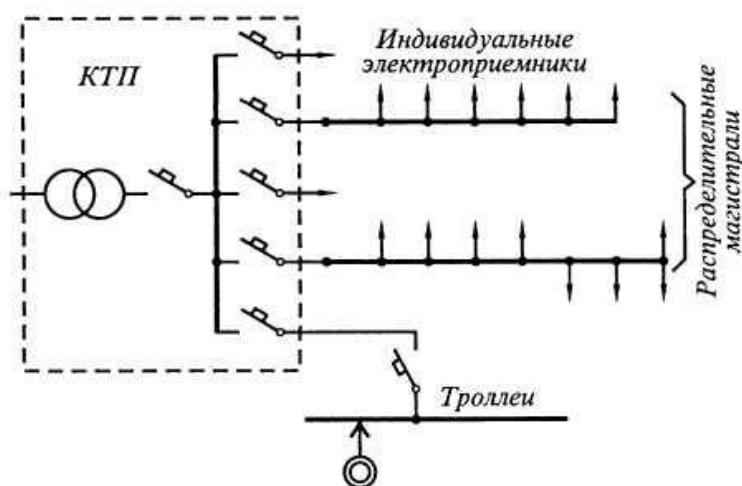 КТП
Индивидуальные
электроприемники
Распределительные
магистрали
Троллеи